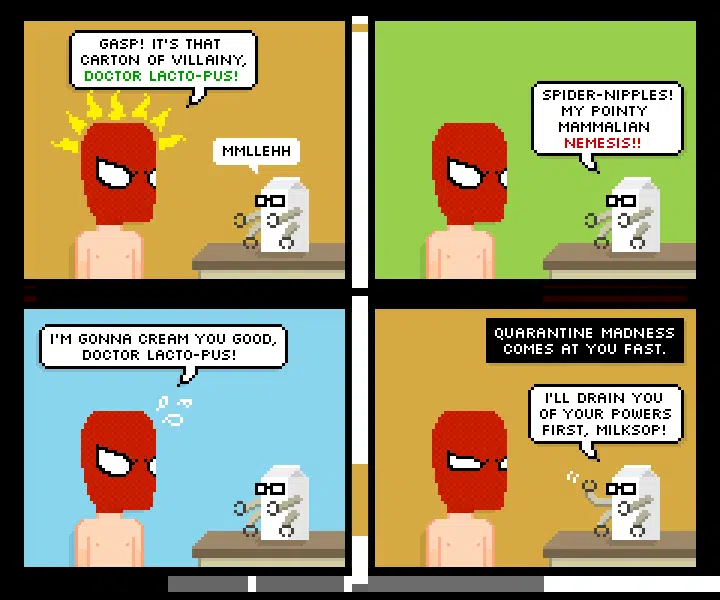 GASP! IT'S THAT
CARTON OF VILLAINY,
DOCTOR LACTO-PUS!
MMLLEHH
SPIDER-NIPPLES!
MY POINTY
MAMMALIAN
NEMESIS!!
I'M GONNA CREAM YOU GOOD,
DOCTOR LACTO-PUS!
QUARANTINE MADNESS
COMES AT YOU FAST.
I'LL DRAIN YOU
OF YOUR POWERS
FIRST, MILKSOP!